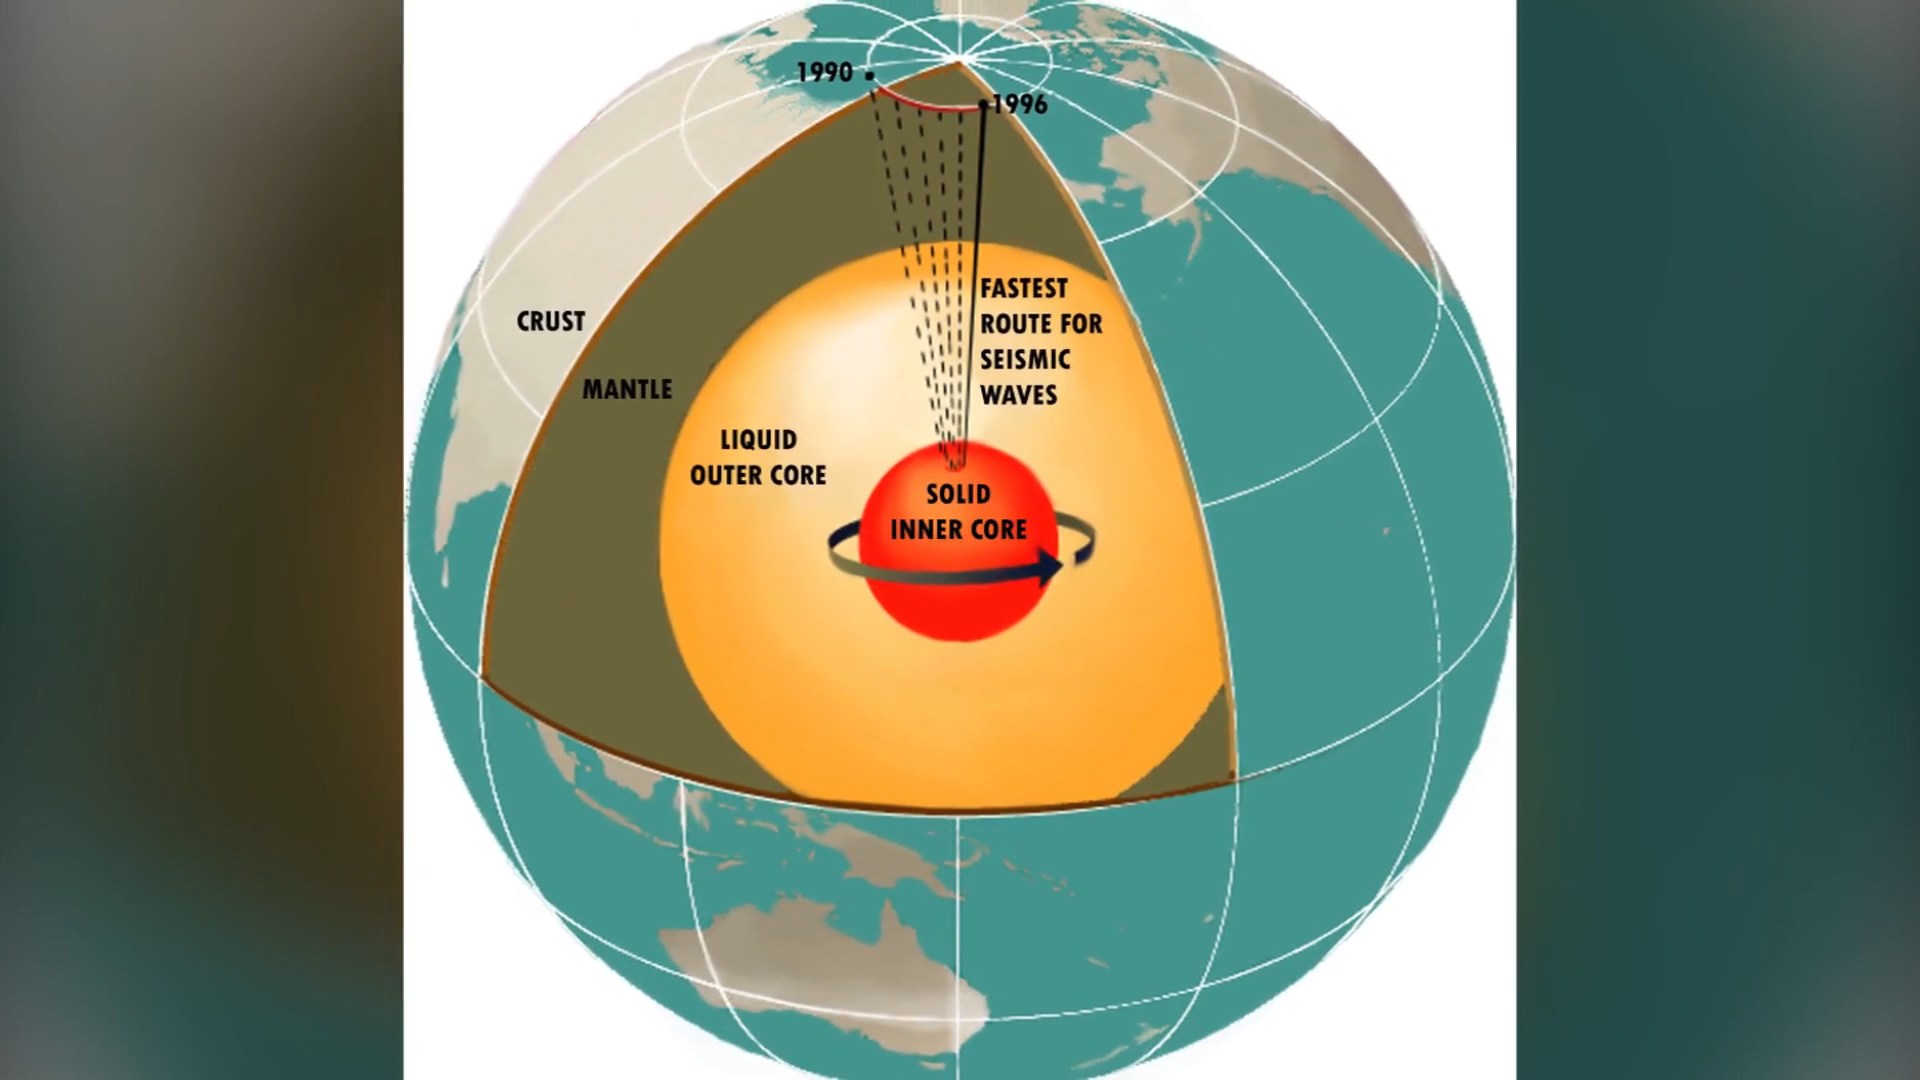 1990
1996
FASTEST
ROUTE FOR
SEISMIC
WAVES
CRUST
MANTLE
LIQUID
OUTER CORE
SOLID
INNER CORE